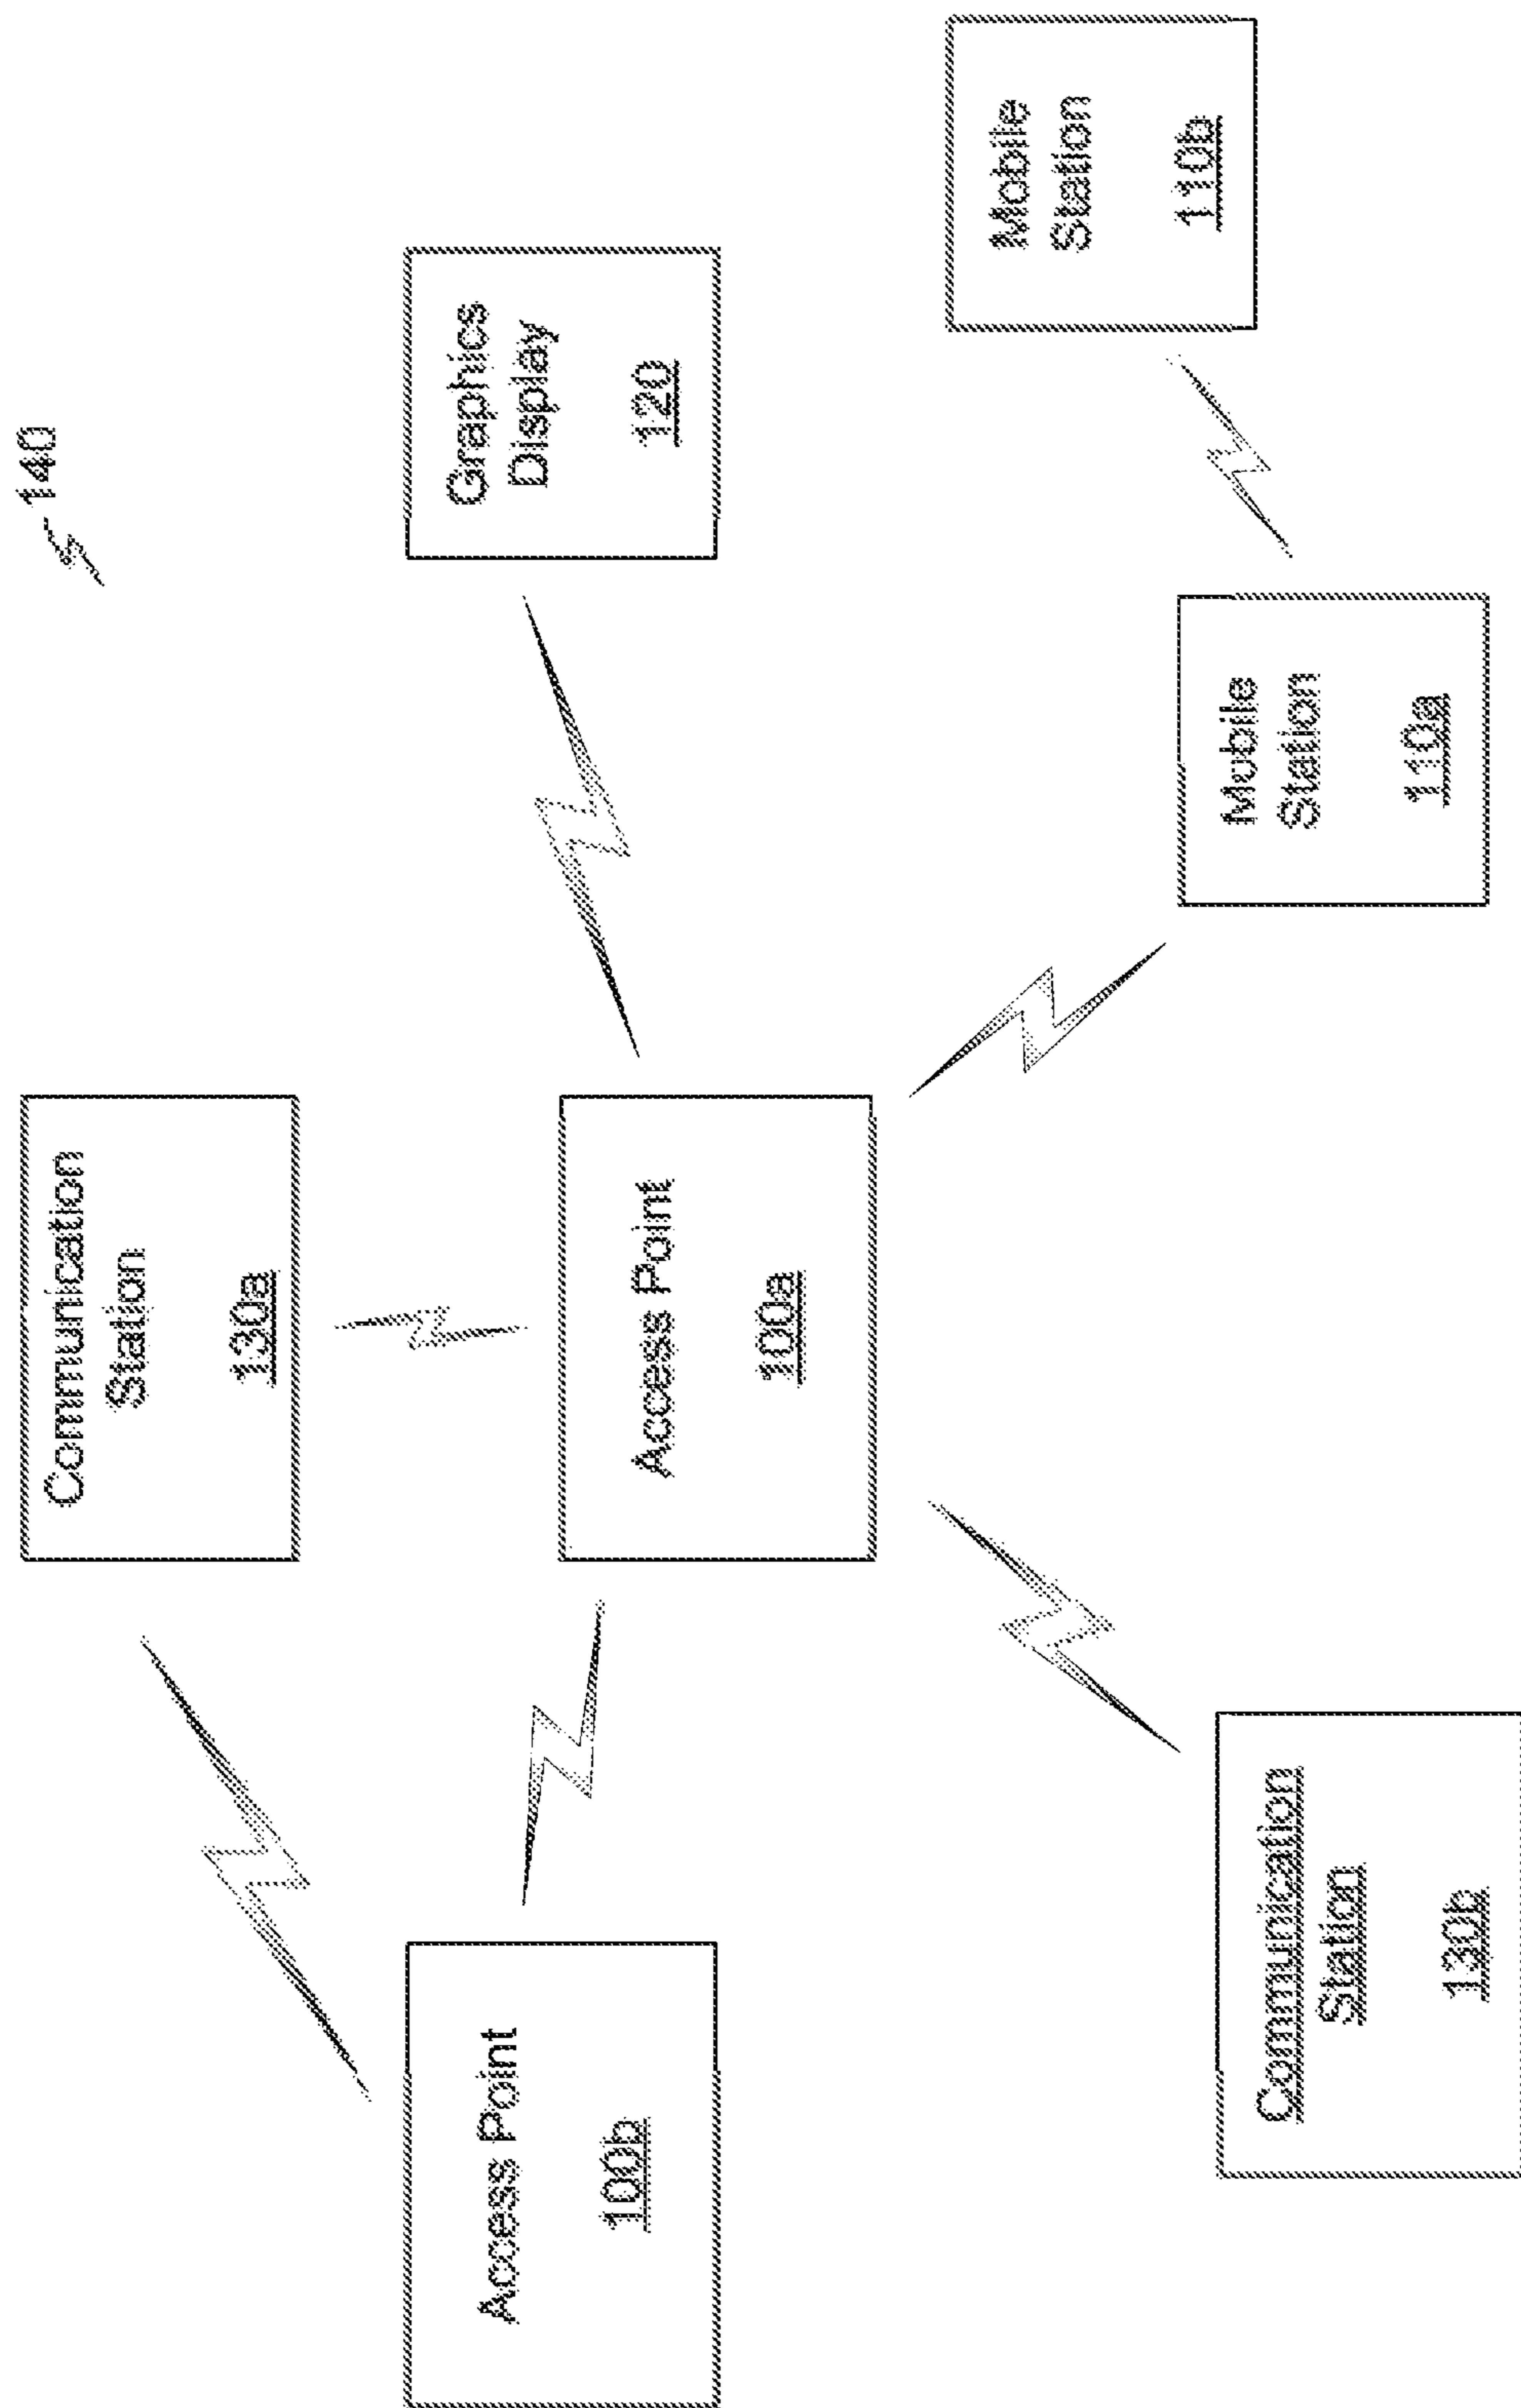 140
Communication
Station
130a
Access Point
100b
Graphics
Display
120
Access Point
100a
Mobile
Station
110b
Communication
Station
130b
Mobile
Station
110a